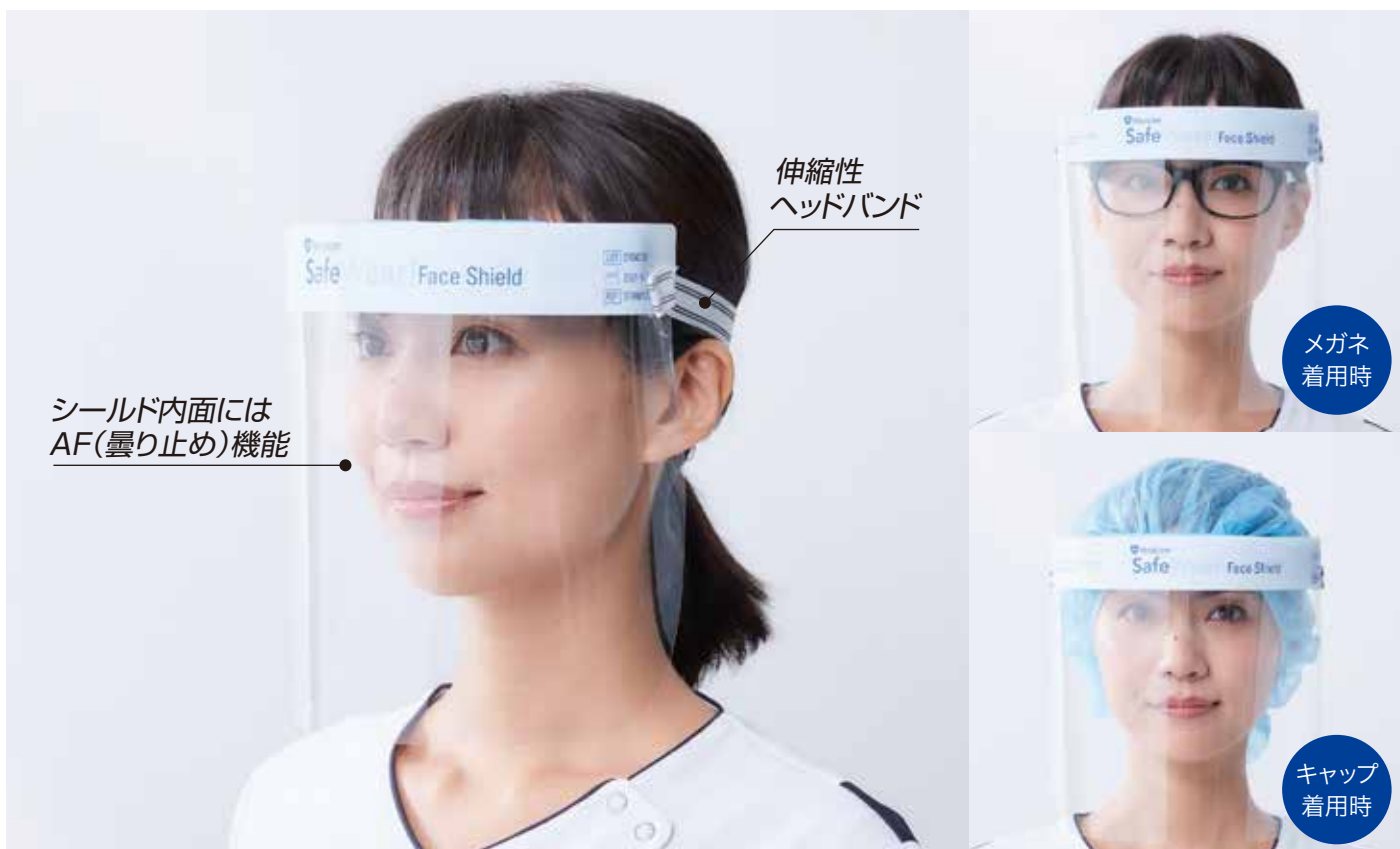 伸縮性
ヘッドバンド
シールド内面には
AF(曇り止め)機能
Safe Face Shield
LOT
REF
Safe Face Shield
メガネ
着用時
Safe Face Shield
キャップ
着用時